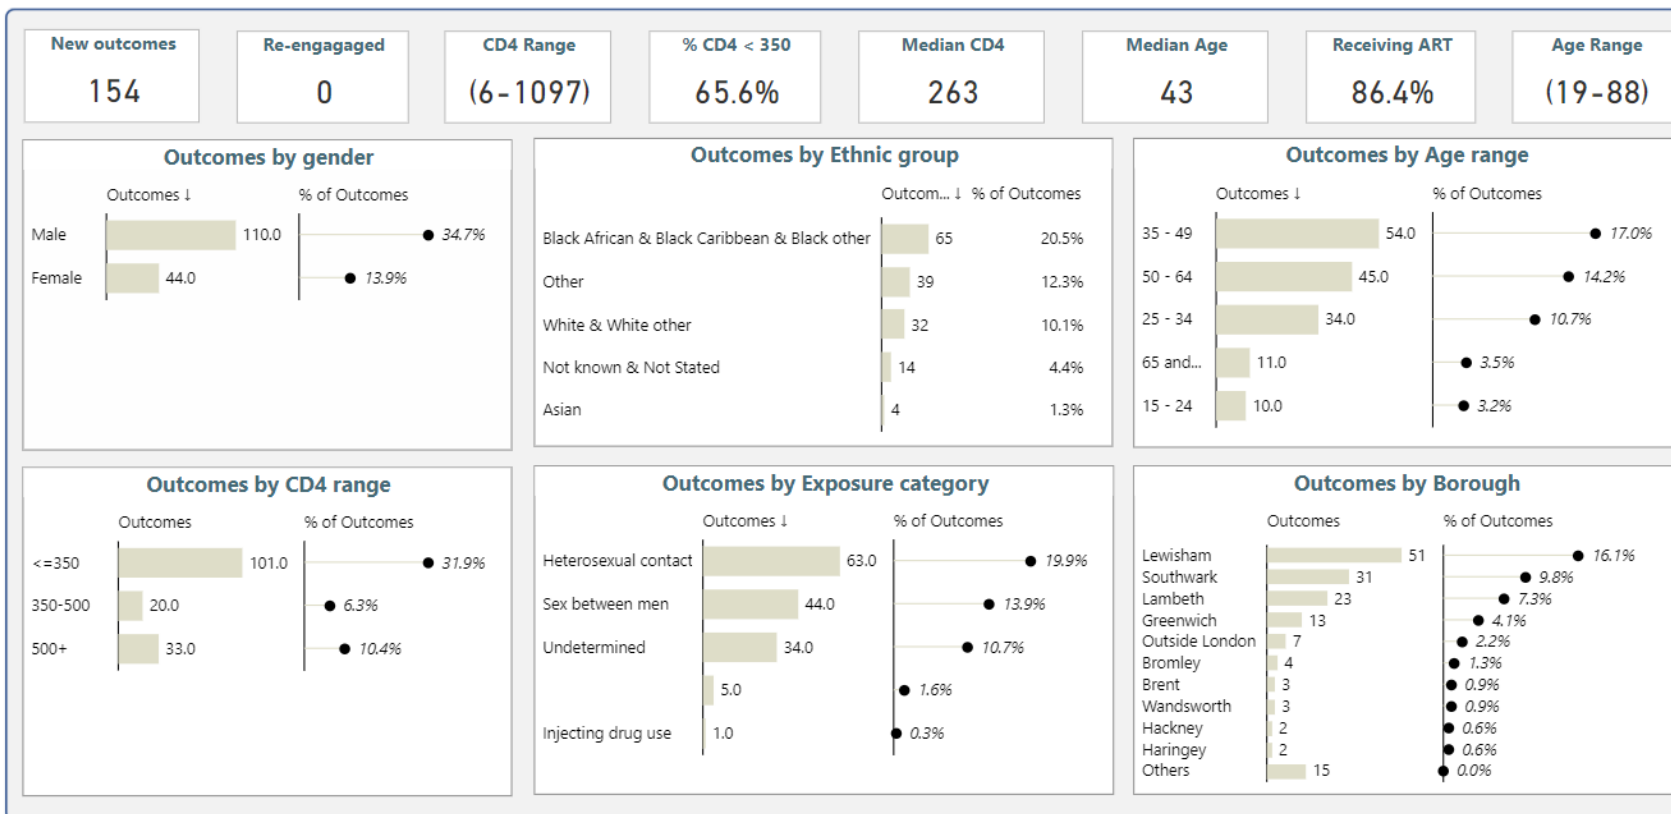 New outcomes
154
Re-engagaged
0
CD4 Range
(6-1097)
% CD4 < 350
65.6%
Median CD4
263
Median Age
43
Receiving ART
86.4%
Age Range
(19-88)
Outcomes by gender
Outcomes ↓ % of Outcomes
Male 110.0 34.7%
Female 44.0 13.9%
Outcomes by Ethnic group
Outcom... ↓ % of Outcomes
Black African & Black Caribbean & Black other 65 20.5%
Other 39 12.3%
White & White other 32 10.1%
Not known & Not Stated 14 4.4%
Asian 4 1.3%
Outcomes by Age range
Outcomes ↓ % of Outcomes
35 - 49 54.0 17.0%
50 - 64 45.0 14.2%
25 - 34 34.0 10.7%
65 and... 11.0 3.5%
15 - 24 10.0 3.2%
Outcomes by CD4 range
Outcomes % of Outcomes
<=350 101.0 31.9%
350-500 20.0 6.3%
500+ 33.0 10.4%
Outcomes by Exposure category
Outcomes ↓ % of Outcomes
Heterosexual contact 63.0 19.9%
Sex between men 44.0 13.9%
Undetermined 34.0 10.7%
5.0 1.6%
Injecting drug use 1.0 0.3%
Outcomes by Borough
Outcomes % of Outcomes
Lewisham 51 16.1%
Southwark 31 9.8%
Lambeth 23 7.3%
Greenwich 13 4.1%
Outside London 7 2.2%
Bromley 4 1.3%
Brent 3 0.9%
Wandsworth 3 0.9%
Hackney 2 0.6%
Haringey 2 0.6%
Others 15 0.0%